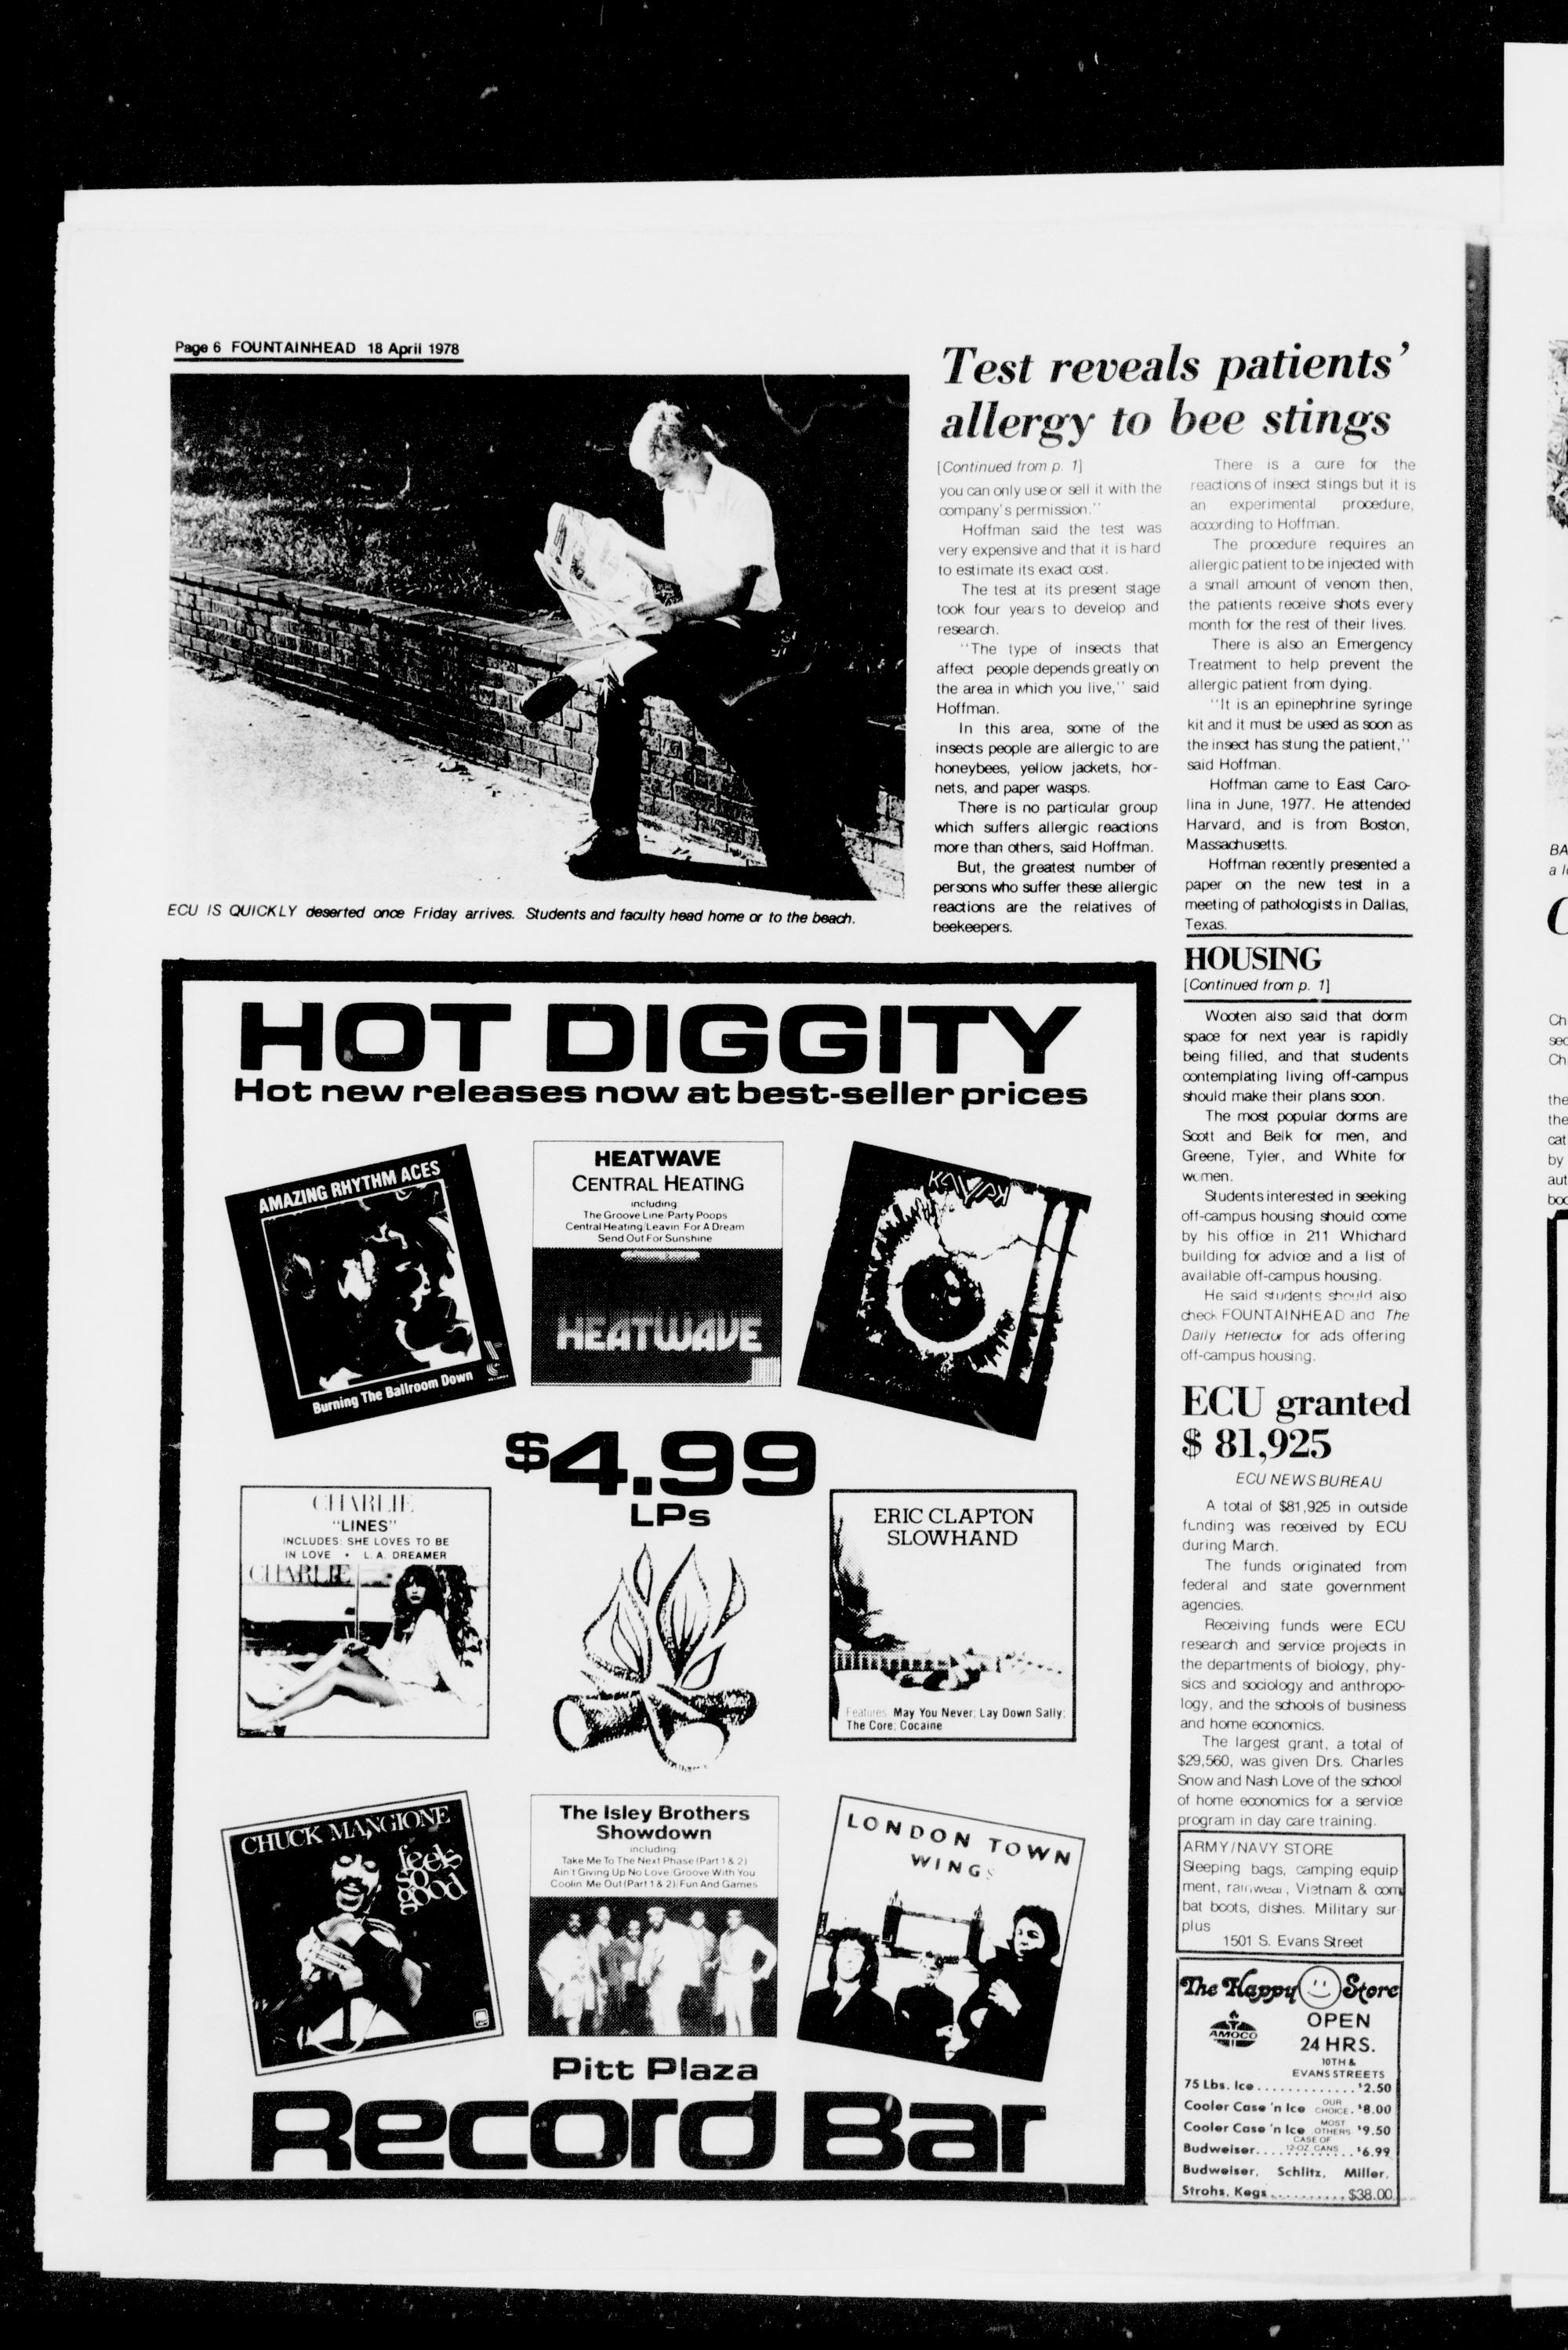 Page 6 FOUNTAINHEAD 18 April 1978
ECU IS QUICKLY deserted once Friday arrives. Students and faculty head home or to the beach.
Test reveals patients'
allergy to bee stings
[Continued from p. 1]
you can only use or sell it with the
company's permission.''
Hoffman said the test was
very expensive and that it is hard
to estimate its exact cost.
The test at its present stage
took four years to develop and
research.
''The type of insects that
affect people depends greatly on
the area in which you live,'' said
Hoffman.
In this area, some of the
insects people are allergic to are
honeybees, yellow jackets, hor-
nets, and paper wasps.
There is no particular group
which suffers allergic reactions
more than others, said Hoffman.
But, the greatest number of
persons who suffer these allergic
reactions are the relatives of
beekeepers.
There is a cure for the
reactions of insect stings but it is
an experimental procedure,
according to Hoffman.
The procedure requires an
allergic patient to be injected with
a small amount of venom then,
the patients receive shots every
month for the rest of their lives.
There is also an Emergency
Treatment to help prevent the
allergic patient from dying.
''It is an epinephrine syringe
kit and it must be used as soon as
the insect has stung the patient,''
said Hoffman.
Hoffman came to East Caro-
lina in June, 1977. He attended
Harvard, and is from Boston,
Massachusetts.
Hoffman recently presented a
paper on the new test in a
meeting of pathologists in Dallas,
Texas.
HOUSING
[Continued from p. 1]
Wooten also said that dorm
space for next year is rapidly
being filled, and that students
contemplating living off-campus
should make their plans soon.
The most popular dorms are
Scott and Belk for men, and
Greene, Tyler, and White for
women.
Students interested in seeking
off-campus housing should come
by his office in 211 Whichard
building for advice and a list of
available off-campus housing.
He said students should also
check FOUNTAINHEAD and The
Daily Reflector for ads offering
off-campus housing.
ECU granted
$ 81,925
ECU NEWS BUREAU
A total of $81,925 in outside
funding was received by ECU
during March.
The funds originated from
federal and state government
agencies.
Receiving funds were ECU
research and service projects in
the departments of biology, phy-
sics and sociology and anthropo-
logy, and the schools of business
and home economics.
The largest grant, a total of
$29,560, was given Drs. Charles
Snow and Nash Love of the school
of home economics for a service
program in day care training.
ARMY/NAVY STORE
Sleeping bags, camping equip
ment, rainwear, Vietnam & com
bat boots, dishes. Military sur
plus
1501 S. Evans Street
The Happy Store
AMOCO
OPEN
24 HRS.
10TH &
EVANS STREETS
75 Lbs. Ice.............$2.50
Cooler Case 'n Ice OUR CHOICE. $8.00
Cooler Case 'n Ice MOST OTHERS $9.50
Budweiser.... CASE OF 12-OZ. CANS ...$6.99
Budweiser, Schlitz, Miller,
Strohs, Kegs..........$38.00
HOT DIGGITY
Hot new releases now at best-seller prices
AMAZING RHYTHM ACES
Burning The Ballroom Down
HEATWAVE
CENTRAL HEATING
including
The Groove Line/Party Poops
Central Heating/Leavin' For A Dream
Send Out For Sunshine
HEATWAVE
KAYAK
$4.99
LPs
CHARLIE
"LINES"
INCLUDES: SHE LOVES TO BE
IN LOVE • L.A. DREAMER
CHARLIE
ERIC CLAPTON
SLOWHAND
Features: May You Never; Lay Down Sally;
The Core; Cocaine
CHUCK MANGIONE
feels
so
good
The Isley Brothers
Showdown
including
Take Me To The Next Phase (Part 1 & 2)
Ain't Giving Up No Love/Groove With You
Coolin' Me Out (Part 1 & 2)/Fun And Games
LONDON TOWN
WINGS
Pitt Plaza
Record Bar
BA
Ch
sec
Ch
the
the
cat
by
aut
boo